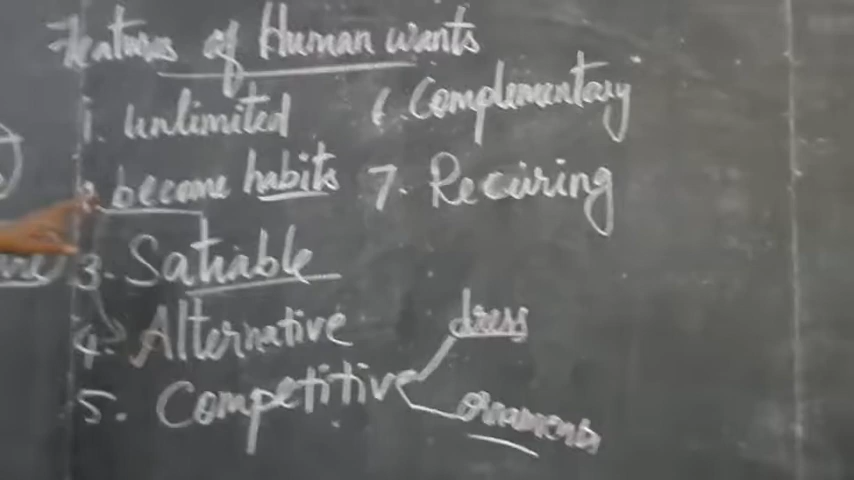 Features of Human wants
1. unlimited
2. become habits
3. Satiable
4. Alternative
5. Competitive
dress
ornaments
6. Complementary
7. Recuring